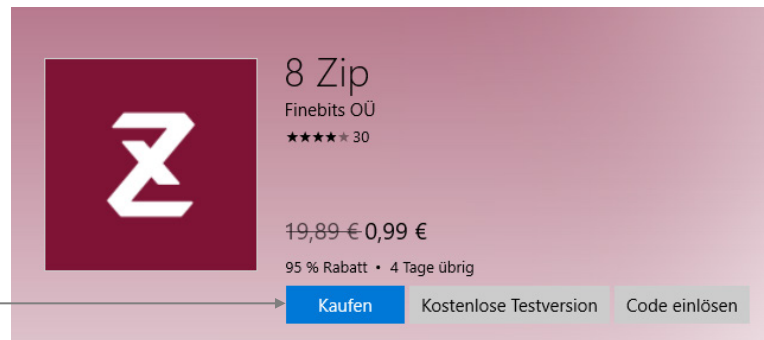 8 Zip
Finebits OÜ
★★★★★ 30
19,89 € 0,99 €
95 % Rabatt • 4 Tage übrig
Kaufen Kostenlose Testversion Code einlösen